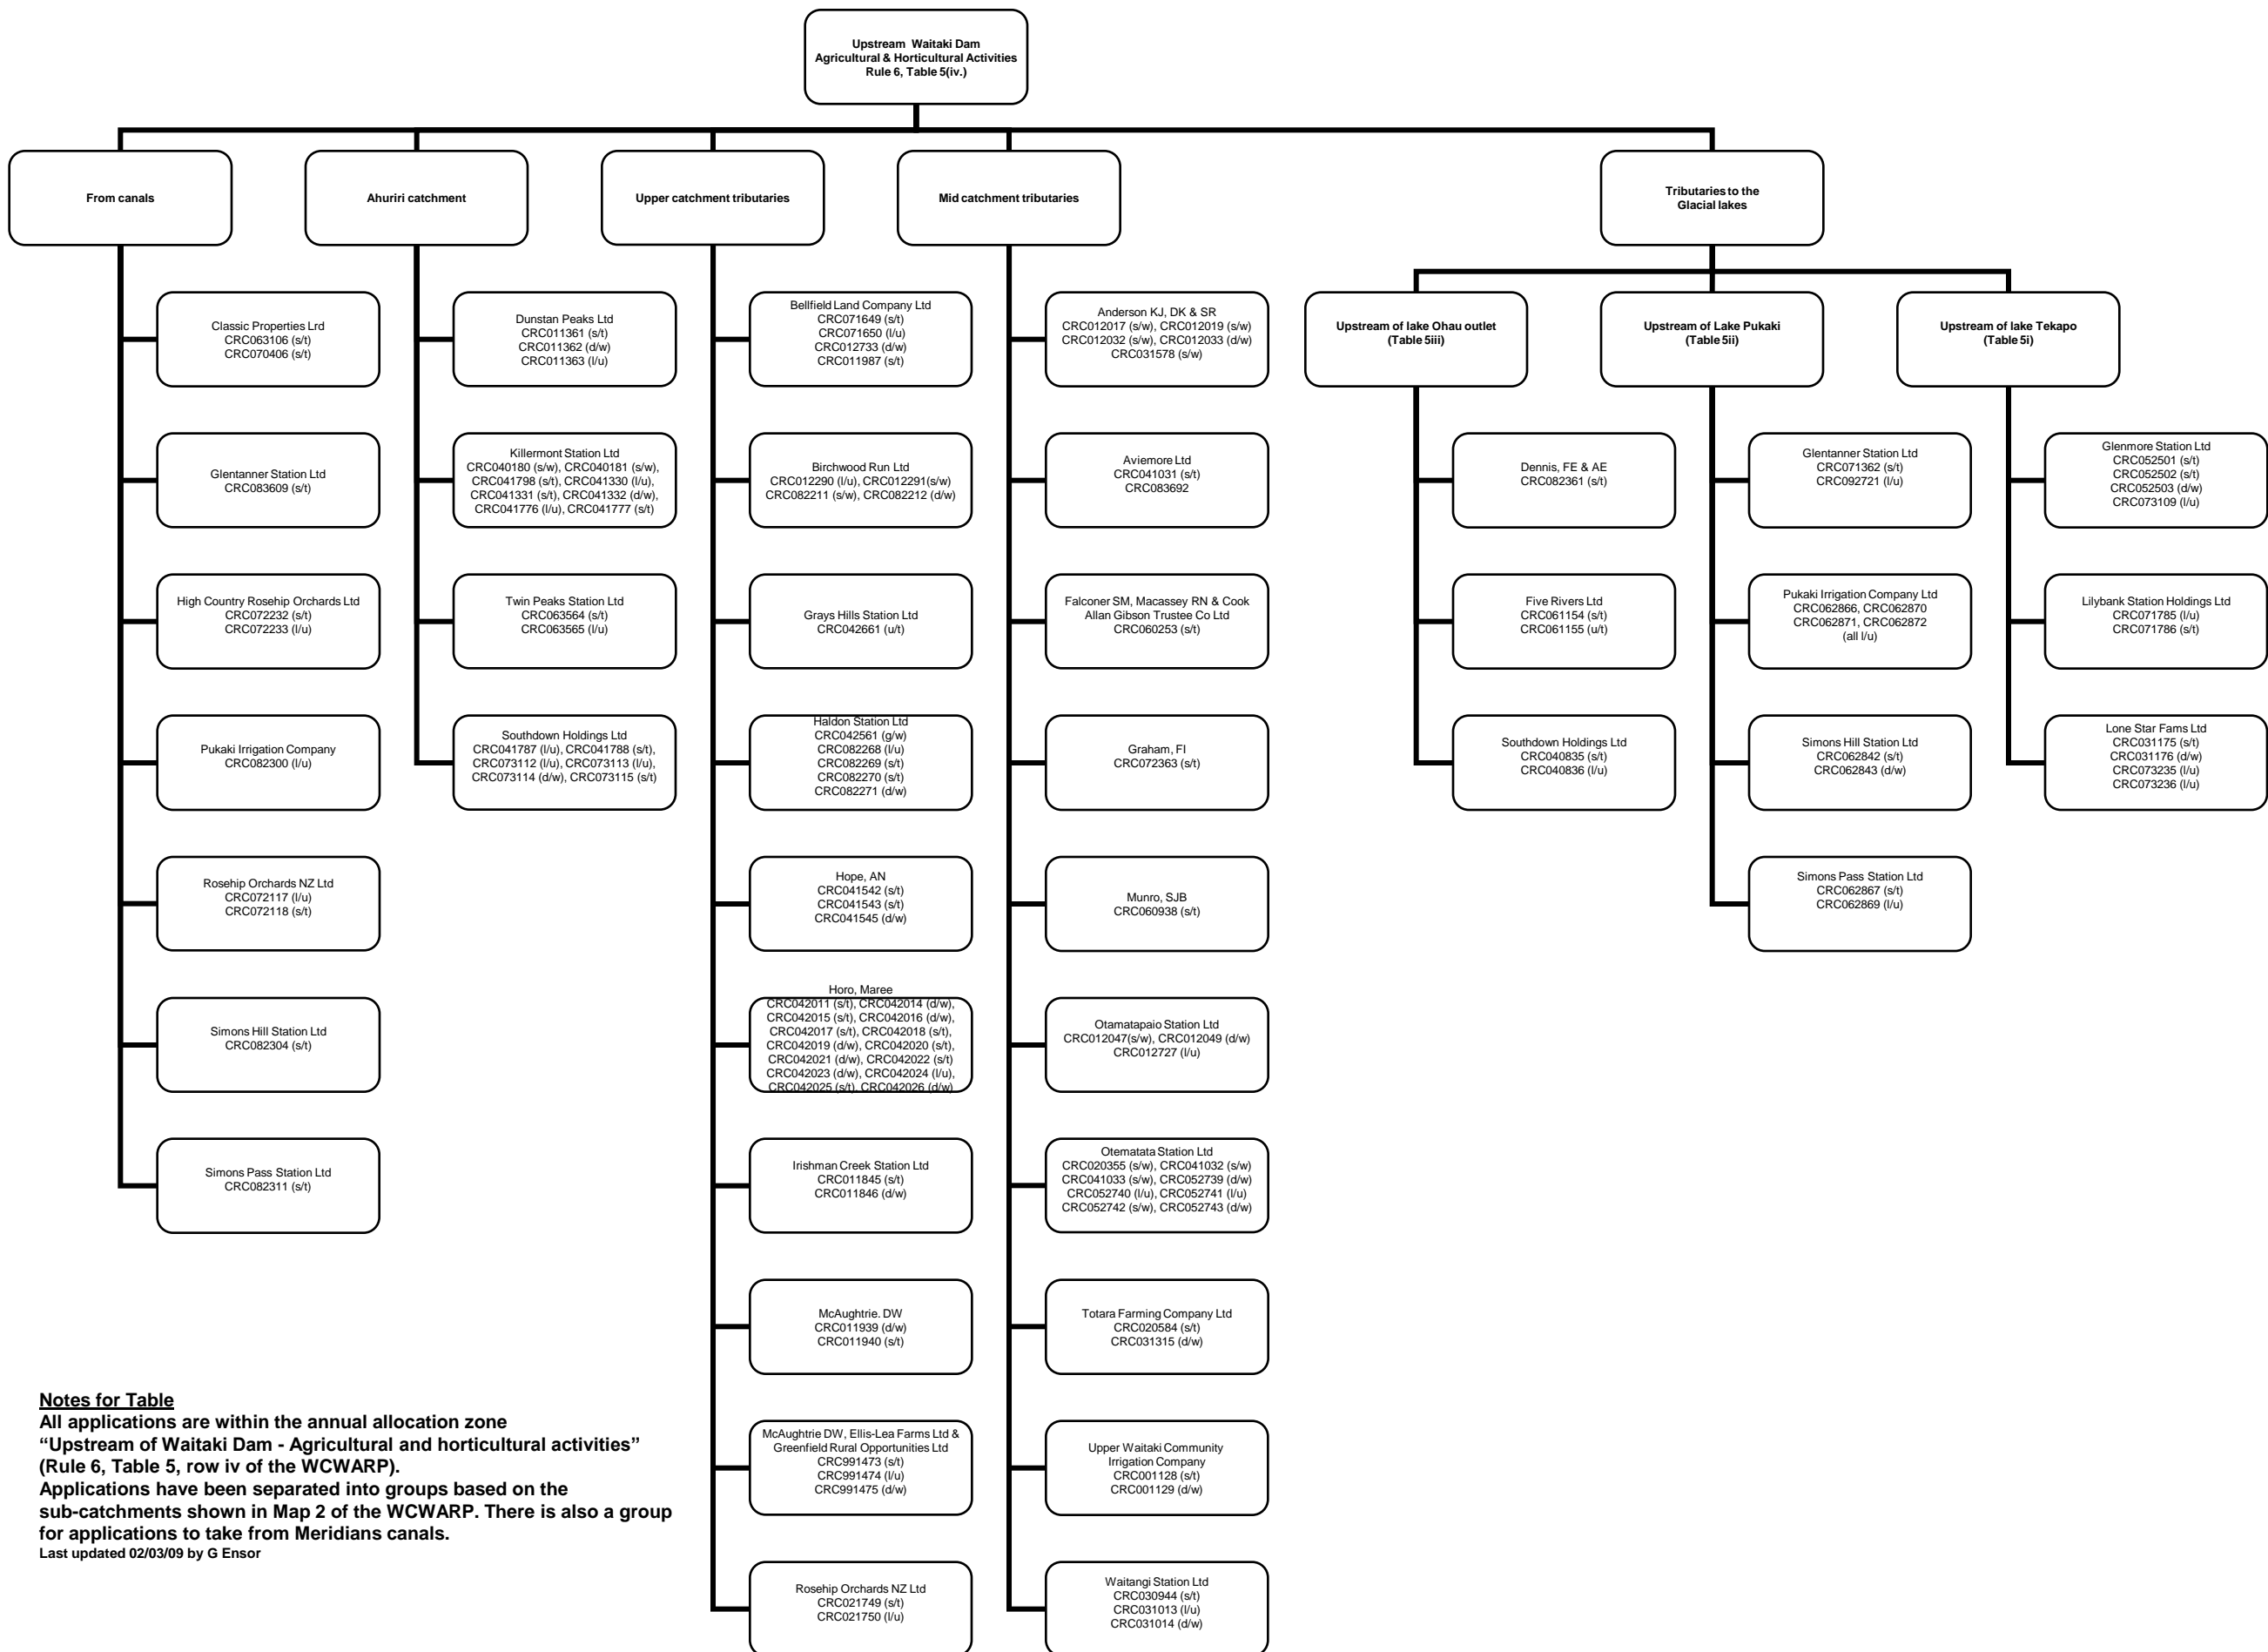 Upstream Waitaki Dam
Agricultural & Horticultural Activities
Rule 6, Table 5(iv.)
From canals
Ahuriri catchment
Upper catchment tributaries
Mid catchment tributaries
Tributaries to the
Glacial lakes
Classic Properties Lrd
CRC063106 (s/t)
CRC070406 (s/t)
Glentanner Station Ltd
CRC083609 (s/t)
High Country Rosehip Orchards Ltd
CRC072232 (s/t)
CRC072233 (l/u)
Pukaki Irrigation Company
CRC082300 (l/u)
Rosehip Orchards NZ Ltd
CRC072117 (l/u)
CRC072118 (s/t)
Simons Hill Station Ltd
CRC082304 (s/t)
Simons Pass Station Ltd
CRC082311 (s/t)
Dunstan Peaks Ltd
CRC011361 (s/t)
CRC011362 (d/w)
CRC011363 (l/u)
Killermont Station Ltd
CRC040180 (s/w), CRC040181 (s/w),
CRC041798 (s/t), CRC041330 (l/u),
CRC041331 (s/t), CRC041332 (d/w),
CRC041776 (l/u), CRC041777 (s/t)
Twin Peaks Station Ltd
CRC063564 (s/t)
CRC063565 (l/u)
Southdown Holdings Ltd
CRC041787 (l/u), CRC041788 (s/t),
CRC073112 (l/u), CRC073113 (l/u),
CRC073114 (d/w), CRC073115 (s/t)
Bellfield Land Company Ltd
CRC071649 (s/t)
CRC071650 (l/u)
CRC012733 (d/w)
CRC011987 (s/t)
Birchwood Run Ltd
CRC012290 (l/u), CRC012291(s/w)
CRC082211 (s/w), CRC082212 (d/w)
Grays Hills Station Ltd
CRC042661 (u/t)
Haldon Station Ltd
CRC042561 (g/w)
CRC082268 (l/u)
CRC082269 (s/t)
CRC082270 (s/t)
CRC082271 (d/w)
Hope, AN
CRC041542 (s/t)
CRC041543 (s/t)
CRC041545 (d/w)
Horo, Maree
CRC042011 (s/t), CRC042014 (d/w),
CRC042015 (s/t), CRC042016 (d/w),
CRC042017 (s/t), CRC042018 (s/t),
CRC042019 (d/w), CRC042020 (s/t),
CRC042021 (d/w), CRC042022 (s/t)
CRC042023 (d/w), CRC042024 (l/u),
CRC042025 (s/t), CRC042026 (d/w)
Irishman Creek Station Ltd
CRC011845 (s/t)
CRC011846 (d/w)
McAughtrie. DW
CRC011939 (d/w)
CRC011940 (s/t)
McAughtrie DW, Ellis-Lea Farms Ltd &
Greenfield Rural Opportunities Ltd
CRC991473 (s/t)
CRC991474 (l/u)
CRC991475 (d/w)
Rosehip Orchards NZ Ltd
CRC021749 (s/t)
CRC021750 (l/u)
Anderson KJ, DK & SR
CRC012017 (s/w), CRC012019 (s/w)
CRC012032 (s/w), CRC012033 (d/w)
CRC031578 (s/w)
Aviemore Ltd
CRC041031 (s/t)
CRC083692
Falconer SM, Macassey RN & Cook
Allan Gibson Trustee Co Ltd
CRC060253 (s/t)
Graham, FI
CRC072363 (s/t)
Munro, SJB
CRC060938 (s/t)
Otamatapaio Station Ltd
CRC012047(s/w), CRC012049 (d/w)
CRC012727 (l/u)
Otematata Station Ltd
CRC020355 (s/w), CRC041032 (s/w)
CRC041033 (s/w), CRC052739 (d/w)
CRC052740 (l/u), CRC052741 (l/u)
CRC052742 (s/w), CRC052743 (d/w)
Totara Farming Company Ltd
CRC020584 (s/t)
CRC031315 (d/w)
Upper Waitaki Community
Irrigation Company
CRC001128 (s/t)
CRC001129 (d/w)
Waitangi Station Ltd
CRC030944 (s/t)
CRC031013 (l/u)
CRC031014 (d/w)
Upstream of lake Ohau outlet
(Table 5iii)
Dennis, FE & AE
CRC082361 (s/t)
Five Rivers Ltd
CRC061154 (s/t)
CRC061155 (u/t)
Southdown Holdings Ltd
CRC040835 (s/t)
CRC040836 (l/u)
Upstream of Lake Pukaki
(Table 5ii)
Glentanner Station Ltd
CRC071362 (s/t)
CRC092721 (l/u)
Pukaki Irrigation Company Ltd
CRC062866, CRC062870
CRC062871, CRC062872
(all l/u)
Simons Hill Station Ltd
CRC062842 (s/t)
CRC062843 (d/w)
Simons Pass Station Ltd
CRC062867 (s/t)
CRC062869 (l/u)
Upstream of lake Tekapo
(Table 5i)
Glenmore Station Ltd
CRC052501 (s/t)
CRC052502 (s/t)
CRC052503 (d/w)
CRC073109 (l/u)
Lilybank Station Holdings Ltd
CRC071785 (l/u)
CRC071786 (s/t)
Lone Star Fams Ltd
CRC031175 (s/t)
CRC031176 (d/w)
CRC073235 (l/u)
CRC073236 (l/u)
Notes for Table
All applications are within the annual allocation zone
“Upstream of Waitaki Dam - Agricultural and horticultural activities”
(Rule 6, Table 5, row iv of the WCWARP).
Applications have been separated into groups based on the
sub-catchments shown in Map 2 of the WCWARP. There is also a group
for applications to take from Meridians canals.
Last updated 02/03/09 by G Ensor